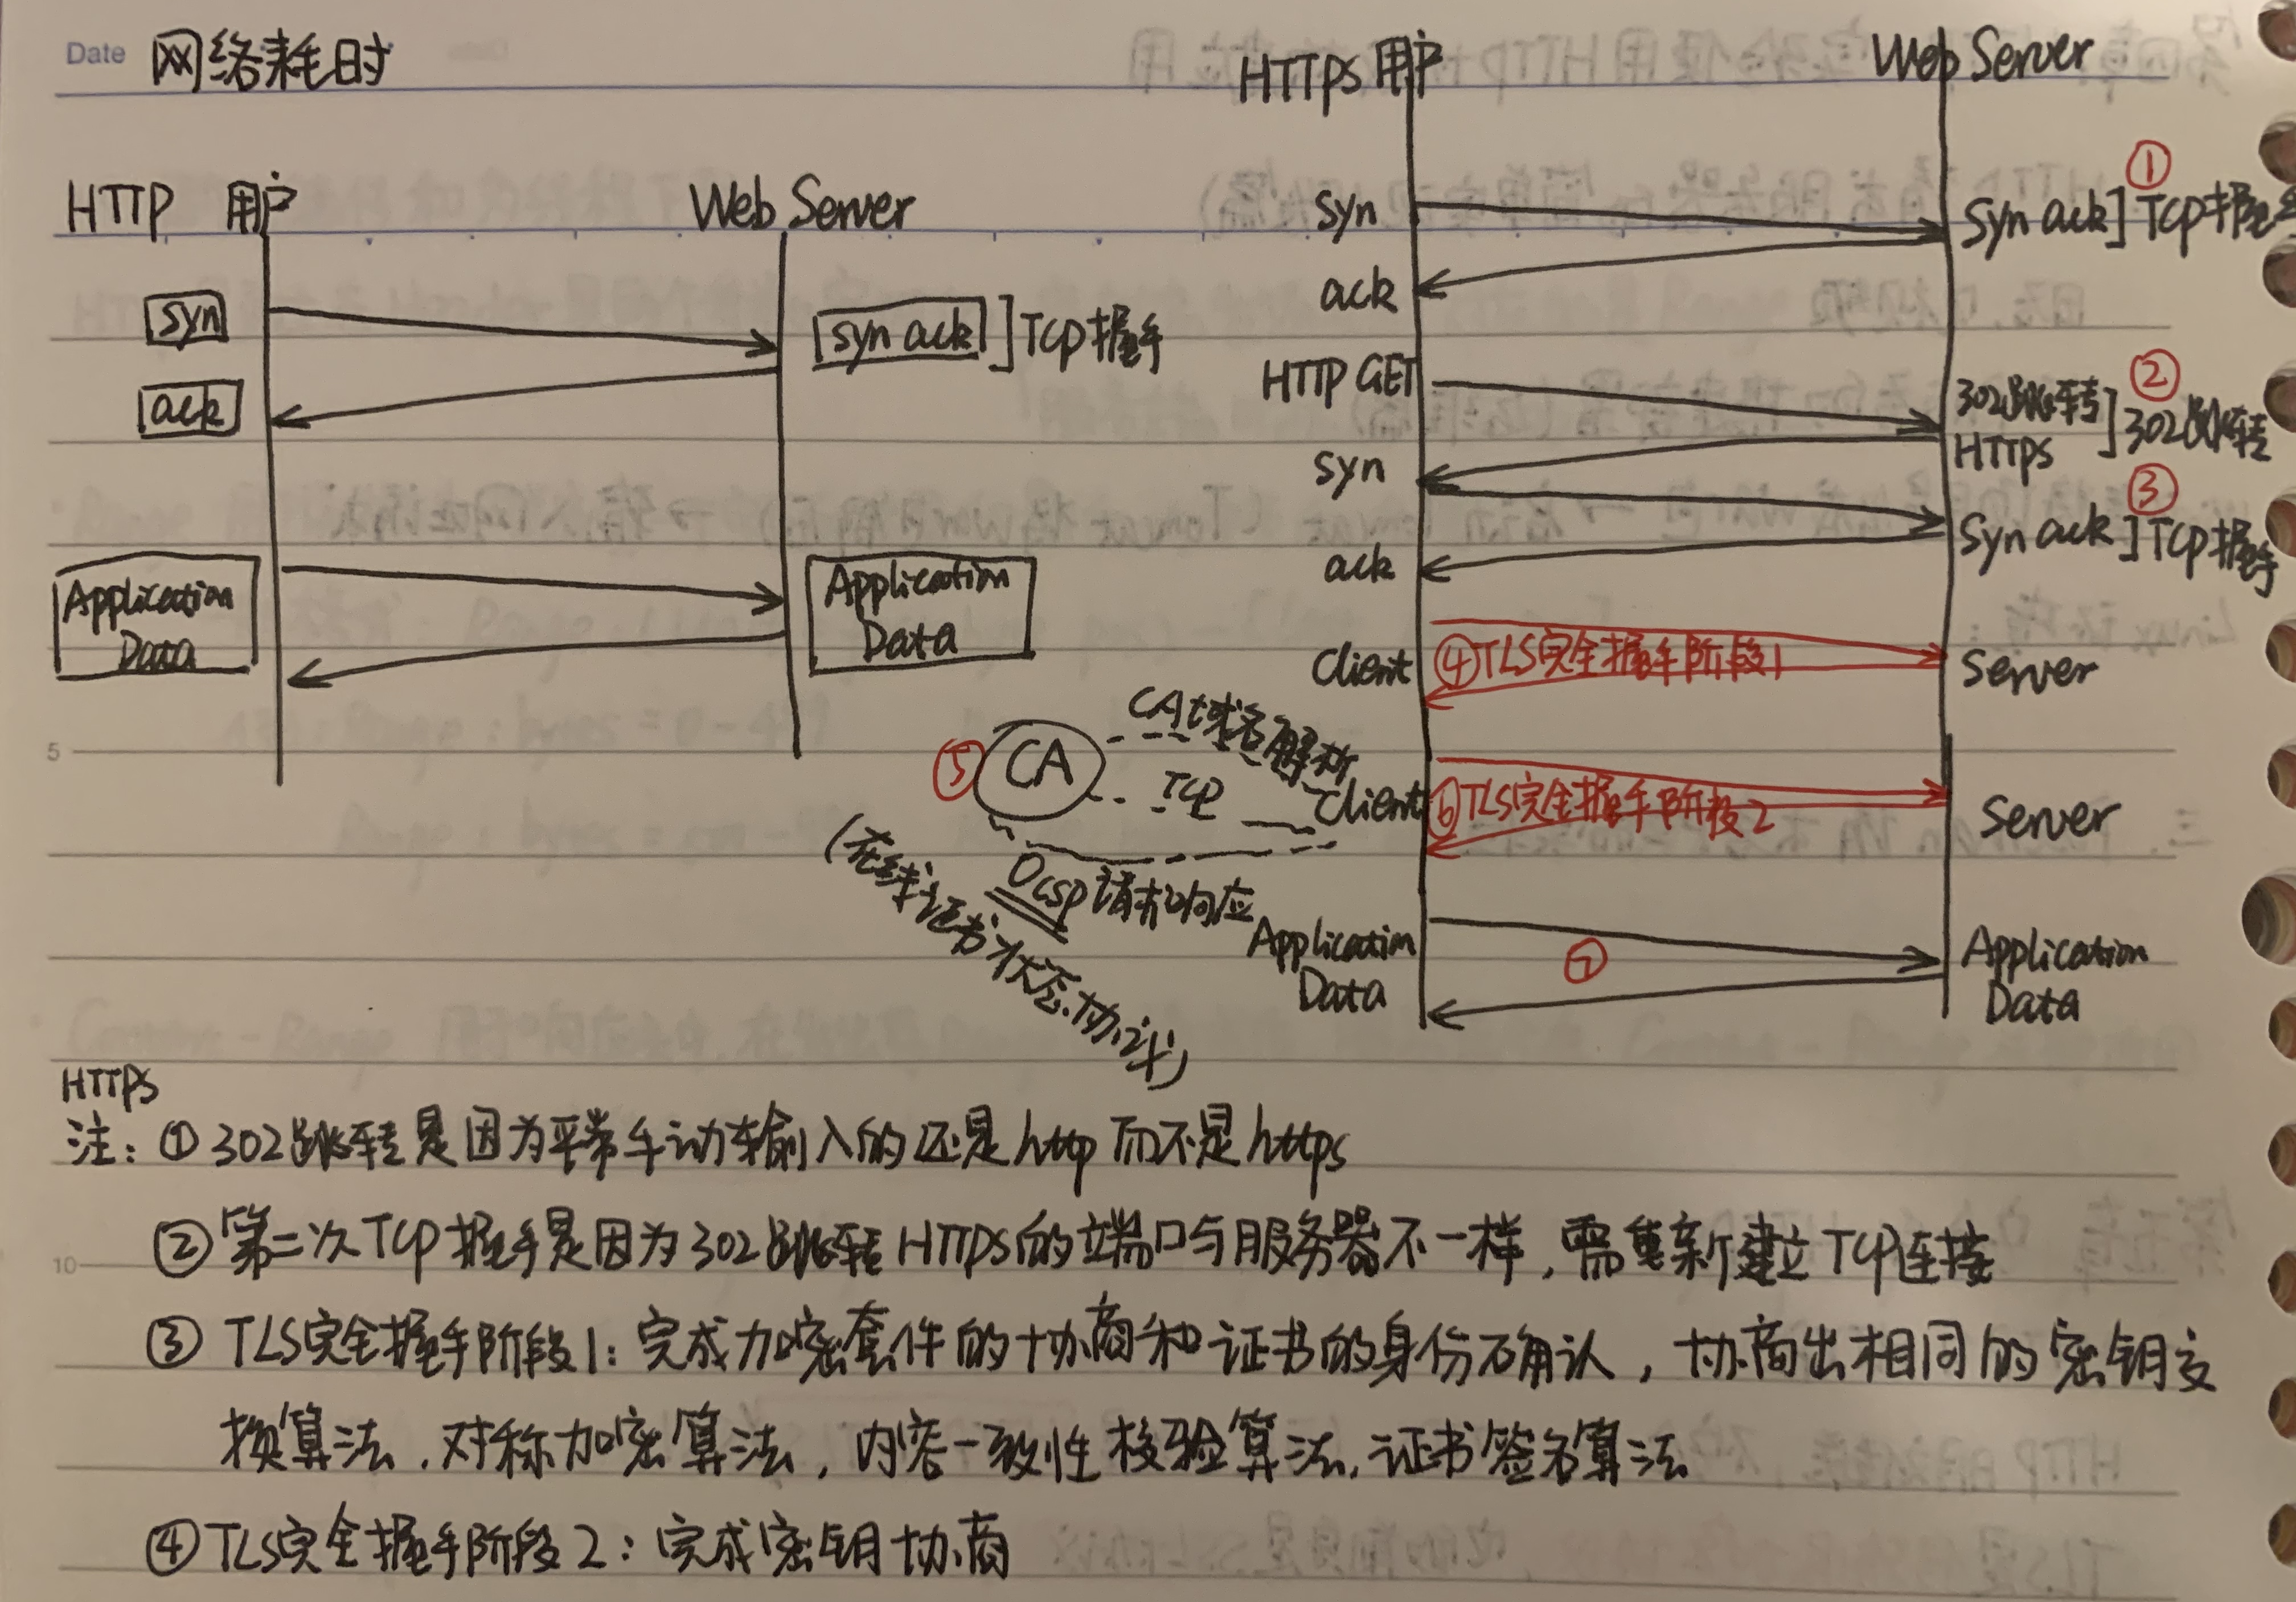 Date 网络耗时
HTTP 用户
Web Server
syn
syn ack ] TCP握手
ack
Application
Data
Application
Data
HTTPS 用户
Web Server
①
syn
Syn ack ] TCP握手
ack
②
HTTP GET
302跳转
HTTPS
] 302跳转
③
syn
Syn ack ] TCP握手
ack
Client
④TLS完全握手阶段1
Server
⑤
CA
CA域名解析
TCP
Client
⑥TLS完全握手阶段2
Server
Ocsp请求响应
(在线证书状态协议)
Application
Data
⑦
Application
Data
5
HTTPS
注: ① 302跳转是因为平常手动输入的还是http而不是https
② 第二次TCP握手是因为302跳转HTTPS的端口与服务器不一样,需重新建立TCP连接
10
③ TLS完全握手阶段1:完成加密套件的协商和证书的身份确认,协商出相同的密钥交
换算法,对称加密算法,内容一致性校验算法,证书签名算法
④ TLS完全握手阶段2:完成密钥协商